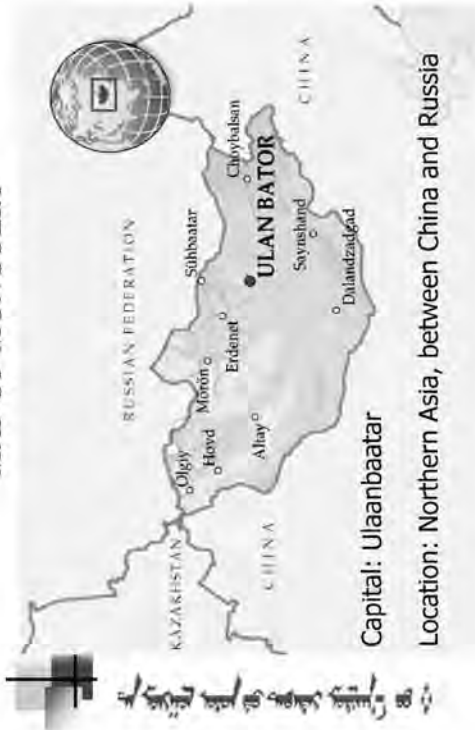 RUSSIAN FEDERATION
KAZAKHSTAN
CHINA
CHINA
Olgiy
Hovd
Mörön
Sühbaatar
Erdenet
Choybalsan
ULAN BATOR
Altay
Saynshand
Dalandzadgad
Capital: Ulaanbaatar
Location: Northern Asia, between China and Russia